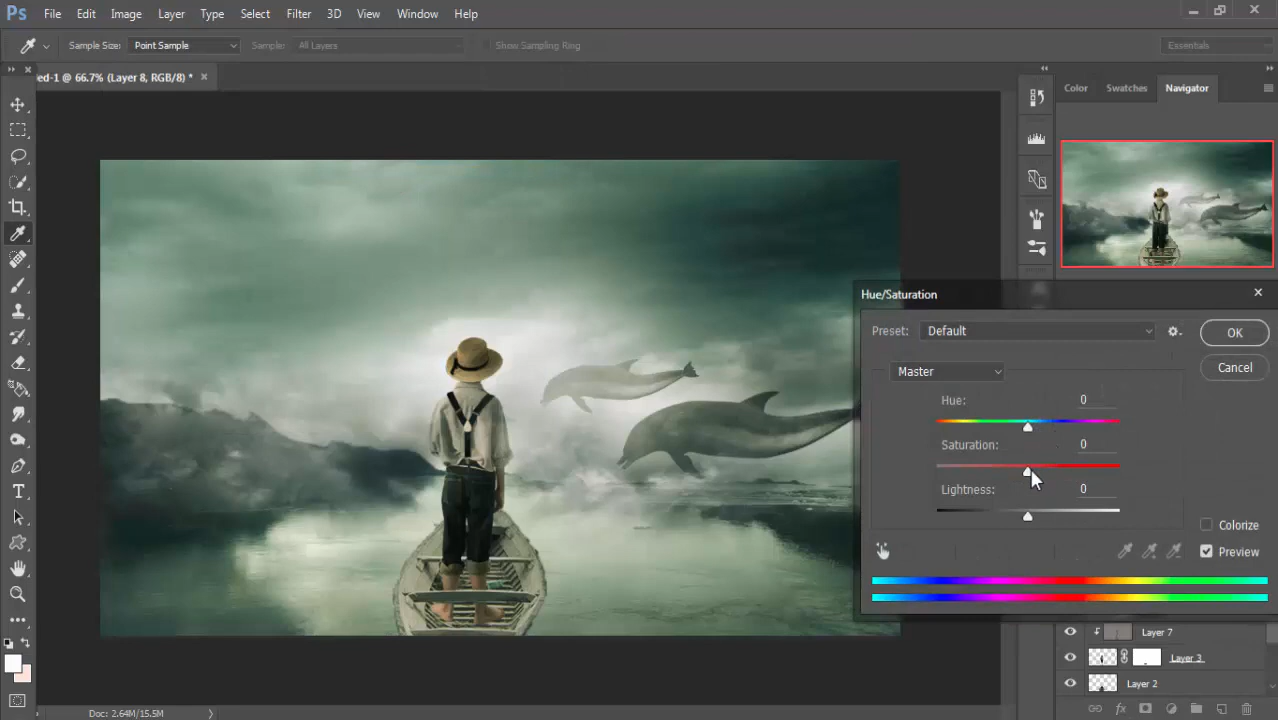 Ps File Edit Image Layer Type Select Filter 3D View Window Help
Sample Size: Point Sample Sample: All Layers Show Sampling Ring Essentials
ed-1 @ 66.7% (Layer 8, RGB/8) *
Color Swatches Navigator
Hue/Saturation
Preset: Default OK
Master Cancel
Hue: 0
Saturation: 0
Lightness: 0
Colorize
Preview
Layer 7
Layer 3
Layer 2
fx
Doc: 2.64M/15.5M